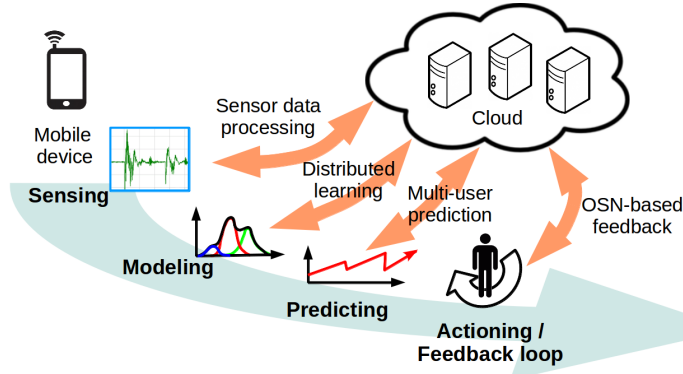 Mobile
device
Sensing
Sensor data
processing
Cloud
Distributed
learning
Multi-user
prediction
OSN-based
feedback
Modeling
Predicting
Actioning /
Feedback loop